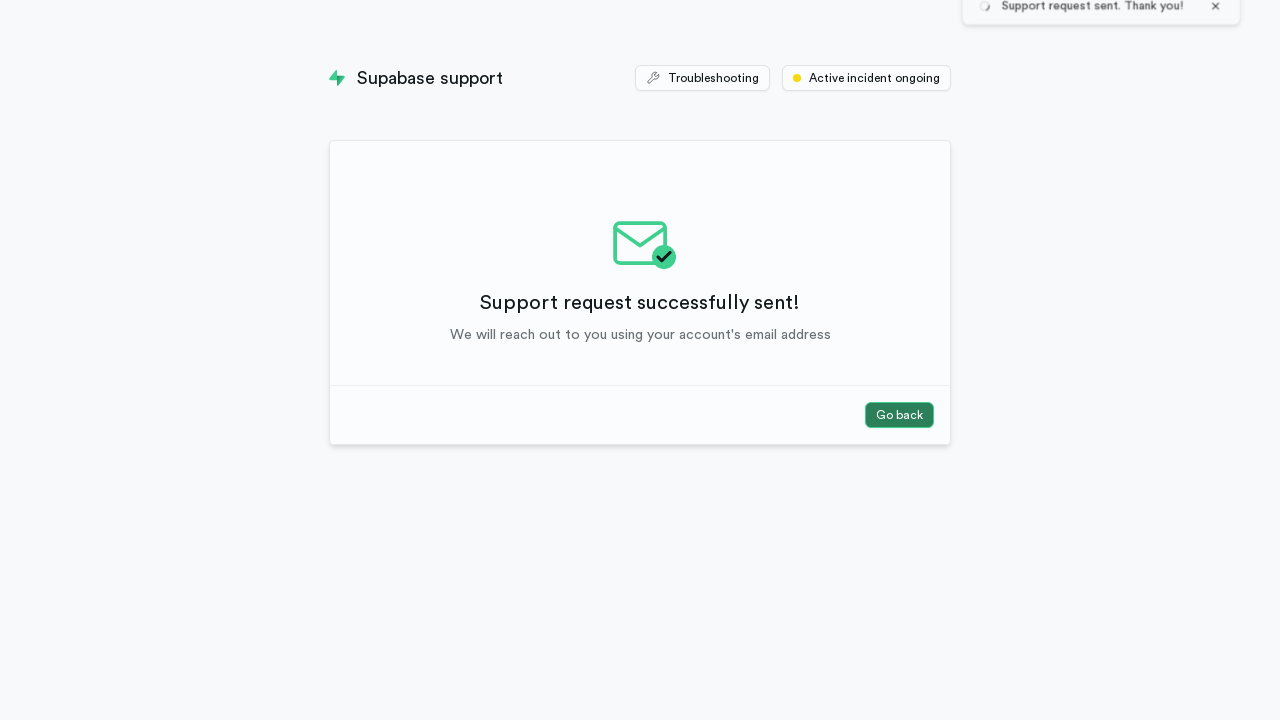 Support request sent. Thank you!
Supabase support
Troubleshooting
Active incident ongoing
Support request successfully sent!
We will reach out to you using your account's email address
Go back